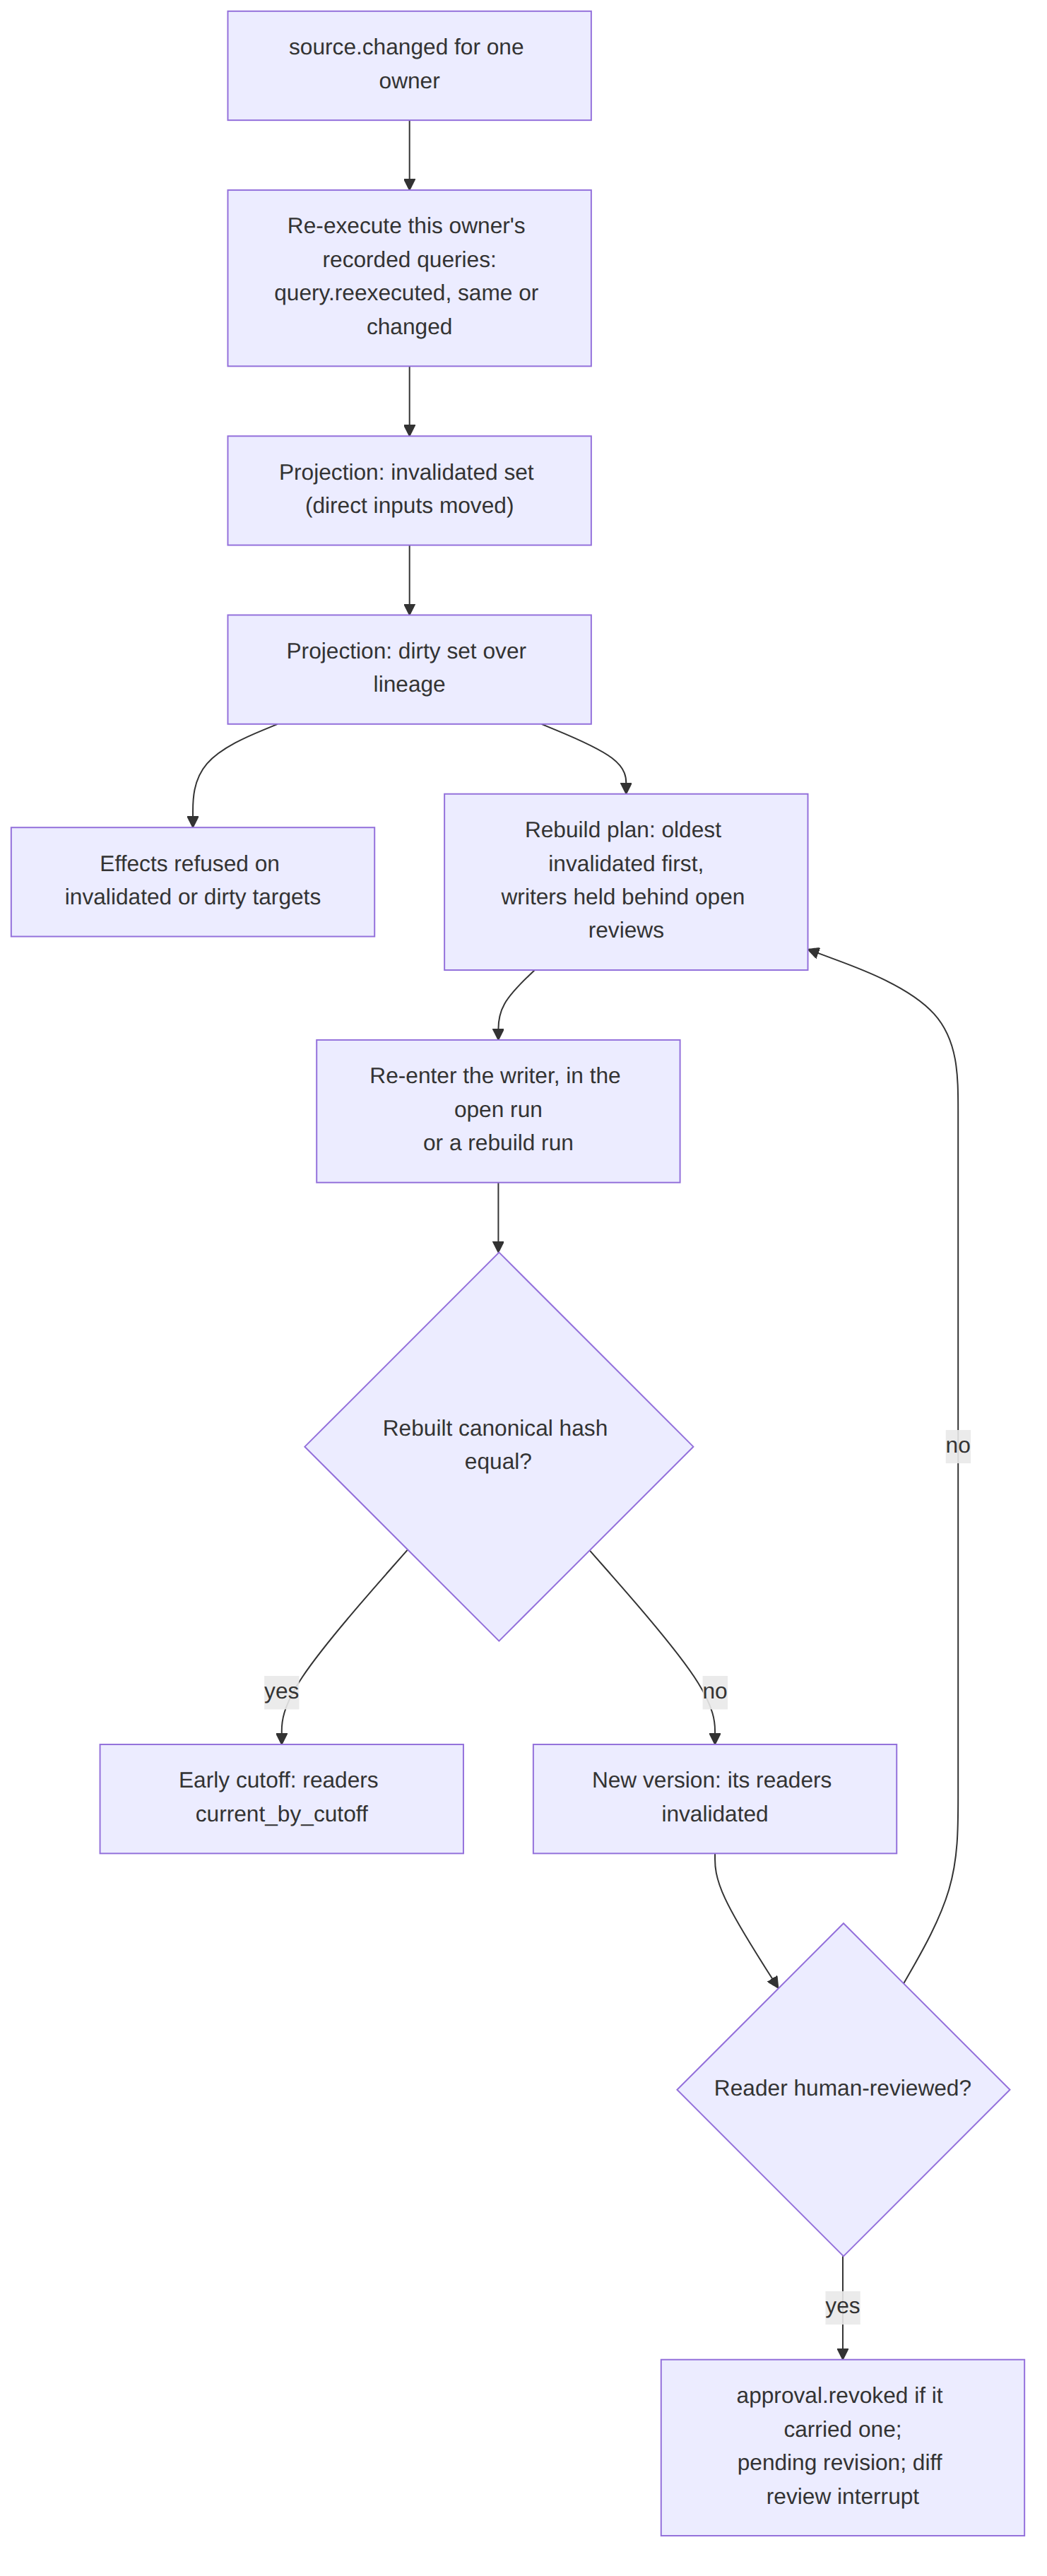 source.changed for one
owner
Re-execute this owner's
recorded queries:
query.reexecuted, same or
changed
Projection: invalidated set
(direct inputs moved)
Projection: dirty set over
lineage
Effects refused on
invalidated or dirty targets
Rebuild plan: oldest
invalidated first,
writers held behind open
reviews
Re-enter the writer, in the
open run
or a rebuild run
Rebuilt canonical hash
equal?
no
yes
no
Early cutoff: readers
current_by_cutoff
New version: its readers
invalidated
Reader human-reviewed?
yes
approval.revoked if it
carried one;
pending revision; diff
review interrupt